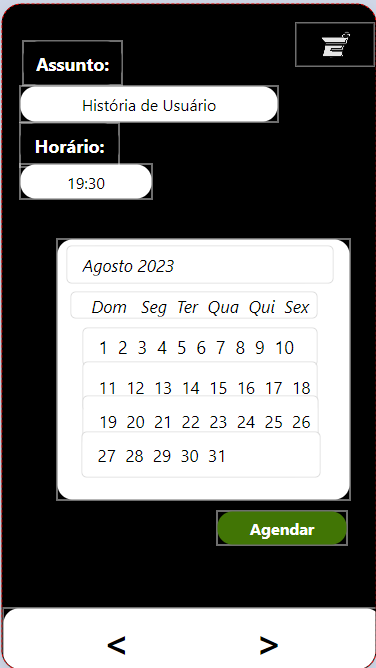 Assunto:
História de Usuário
Horário:
19:30
Agosto 2023
Dom Seg Ter Qua Qui Sex
1 2 3 4 5 6 7 8 9 10
11 12 13 14 15 16 17 18
19 20 21 22 23 24 25 26
27 28 29 30 31
Agendar
< >